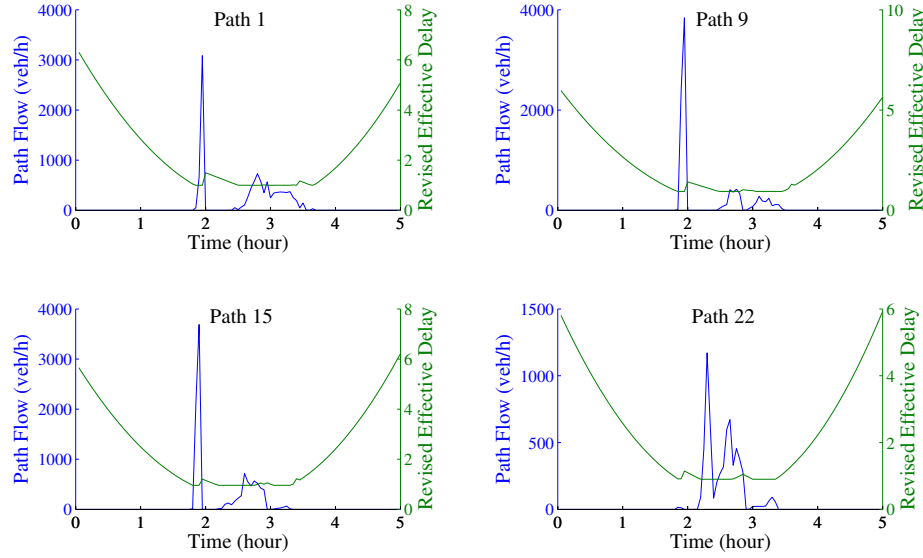 Path 1
Path Flow (veh/h)
4000
3000
2000
1000
0
8
6
4
2
0
Revised Effective Delay
0 1 2 3 4 5
Time (hour)
Path 9
Path Flow (veh/h)
4000
2000
0
10
5
0
Revised Effective Delay
0 1 2 3 4 5
Time (hour)
Path 15
Path Flow (veh/h)
4000
3000
2000
1000
0
8
6
4
2
0
Revised Effective Delay
0 1 2 3 4 5
Time (hour)
Path 22
Path Flow (veh/h)
1500
1000
500
0
6
4
2
0
Revised Effective Delay
0 1 2 3 4 5
Time (hour)